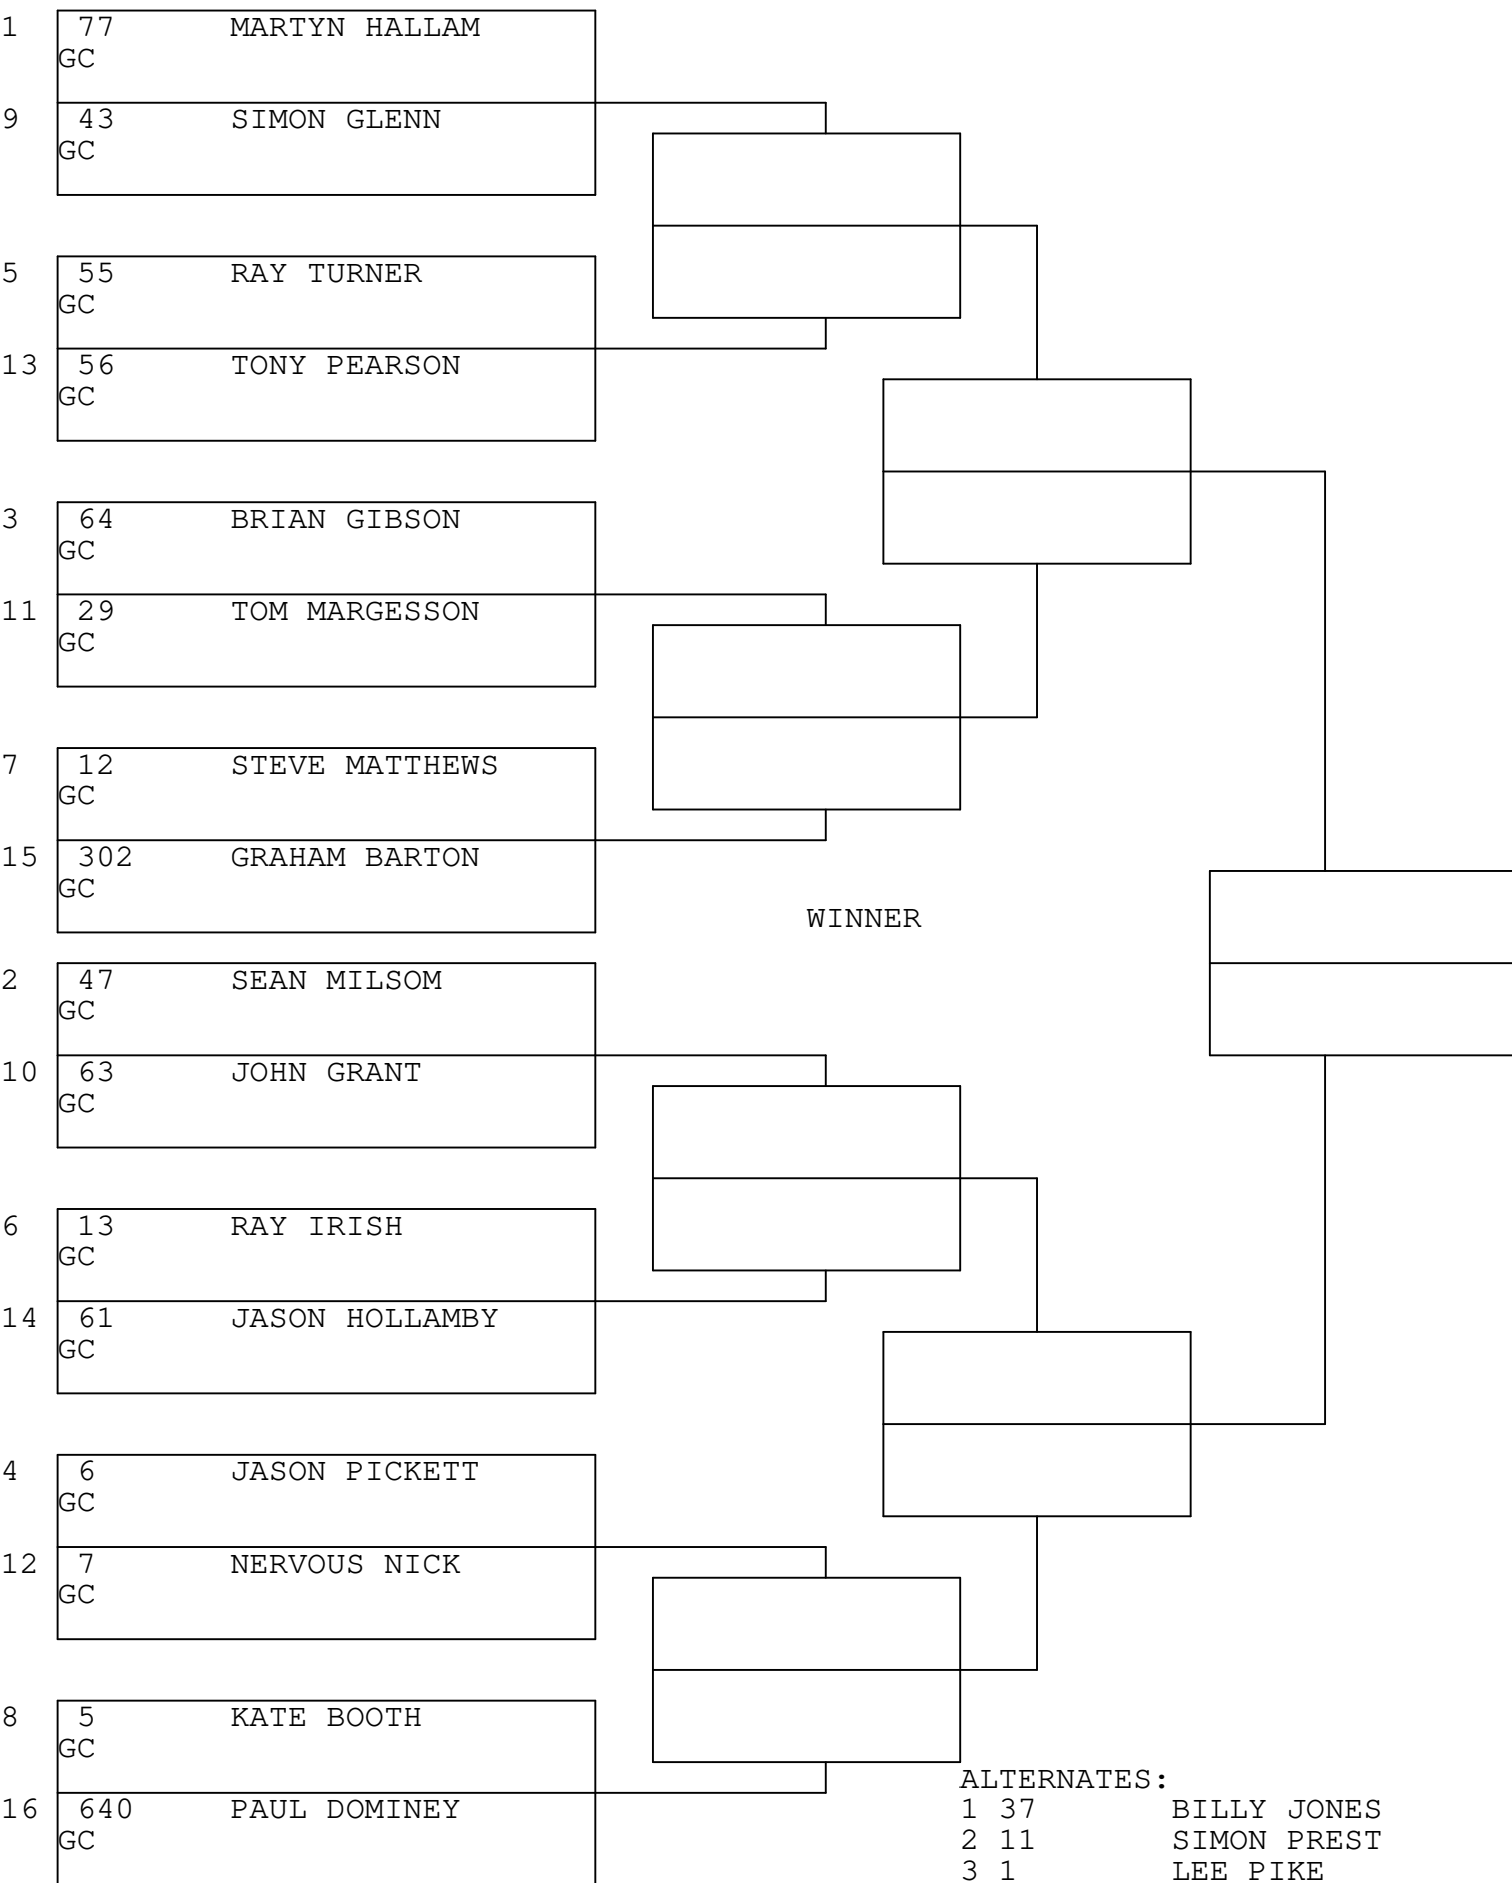 1 77 MARTYN HALLAM
GC
9 43 SIMON GLENN
GC
5 55 RAY TURNER
GC
13 56 TONY PEARSON
GC
3 64 BRIAN GIBSON
GC
11 29 TOM MARGESSON
GC
7 12 STEVE MATTHEWS
GC
15 302 GRAHAM BARTON
GC
WINNER
2 47 SEAN MILSOM
GC
10 63 JOHN GRANT
GC
6 13 RAY IRISH
GC
14 61 JASON HOLLAMBY
GC
4 6 JASON PICKETT
GC
12 7 NERVOUS NICK
GC
8 5 KATE BOOTH
GC
16 640 PAUL DOMINEY
GC
ALTERNATES:
1 37 BILLY JONES
2 11 SIMON PREST
3 1 LEE PIKE